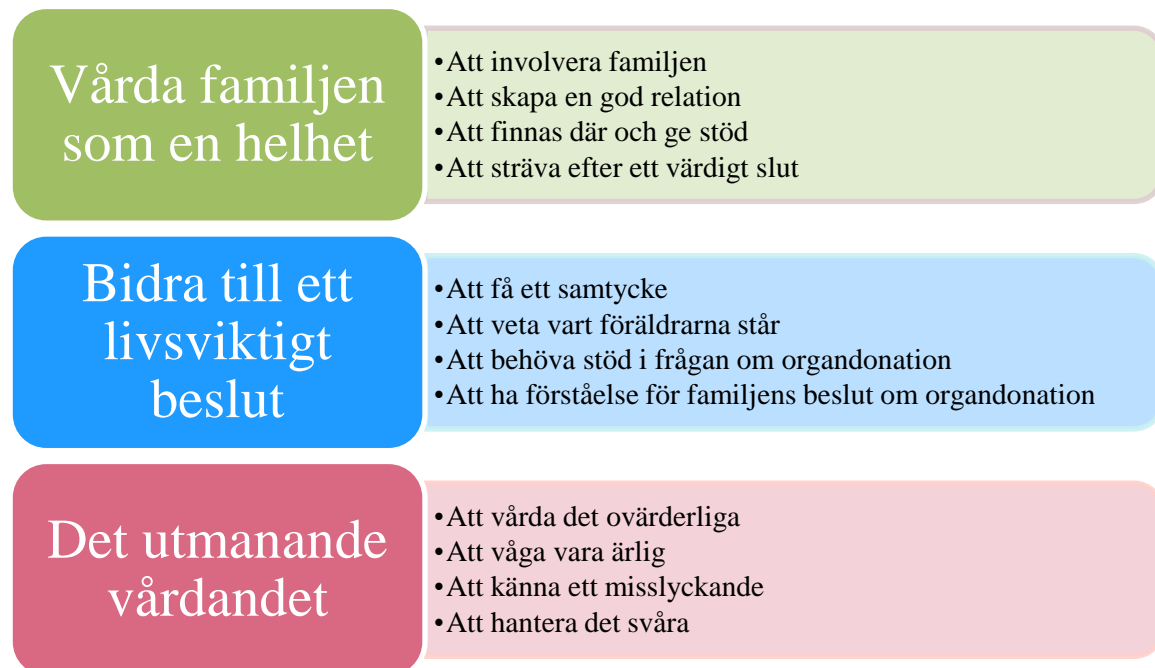 Vårda familjen
som en helhet
•Att involvera familjen
•Att skapa en god relation
•Att finnas där och ge stöd
•Att sträva efter ett värdigt slut
Bidra till ett
livsviktigt
beslut
•Att få ett samtycke
•Att veta vart föräldrarna står
•Att behöva stöd i frågan om organdonation
•Att ha förståelse för familjens beslut om organdonation
Det utmanande
vårdandet
•Att vårda det ovärderliga
•Att våga vara ärlig
•Att känna ett misslyckande
•Att hantera det svåra